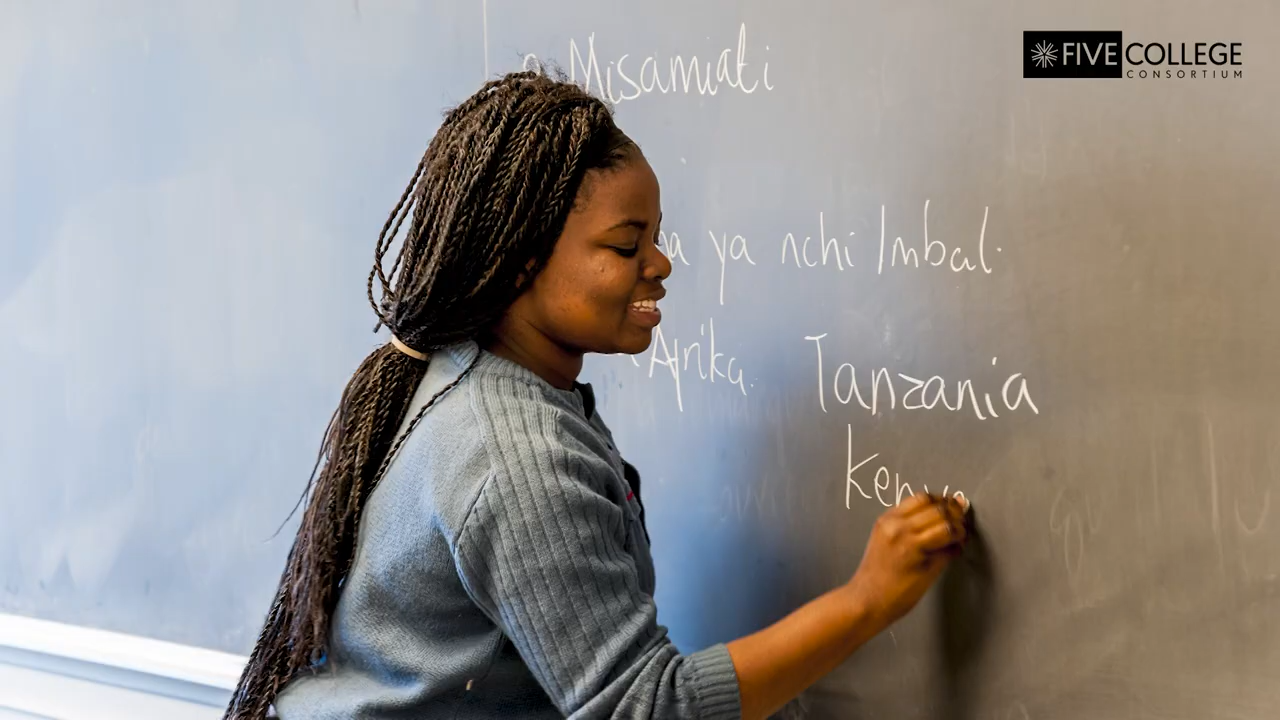 FIVE COLLEGE
CONSORTIUM
Misamiati
ya nchi Imbal.
Afrika. Tanzania
Kenya